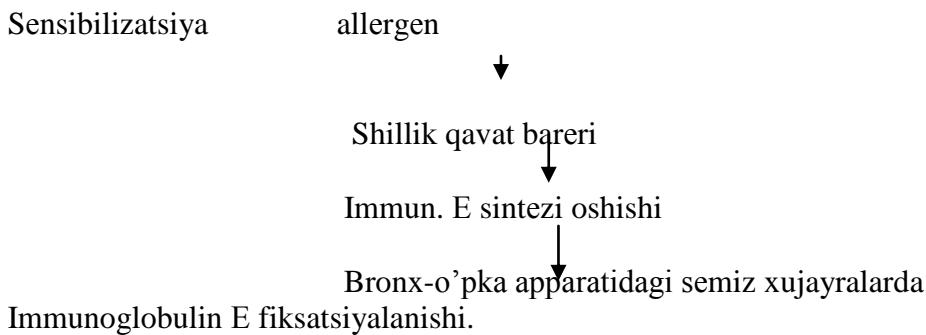 Sensibilizatsiya allergen
Shillik qavat bareri
Immun. E sintezi oshishi
Bronx-o’pka apparatidagi semiz xujayralarda
Immunoglobulin E fiksatsiyalanishi.